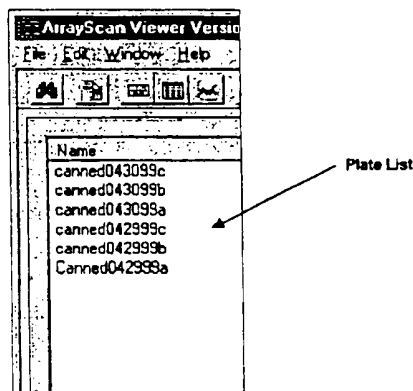 ArrayScan Viewer Versio
File Edit Window Help
Name
canned043099c
canned043099b
canned043099a
canned042999c
canned042999b
Canned042999a
Plate List